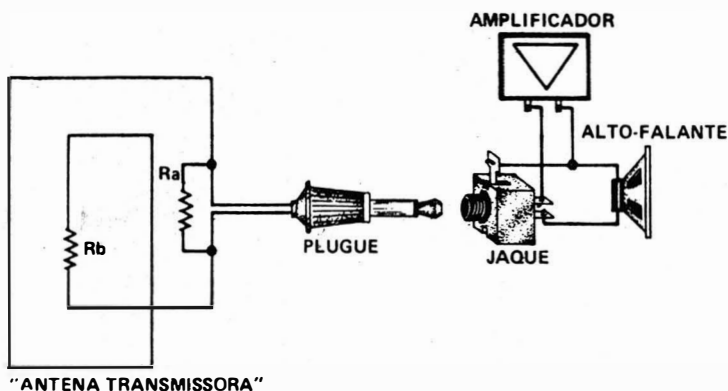 AMPLIFICADOR
ALTO-FALANTE
Ra
Rb
PLUGUE
JAQUE
"ANTENA TRANSMISSORA"